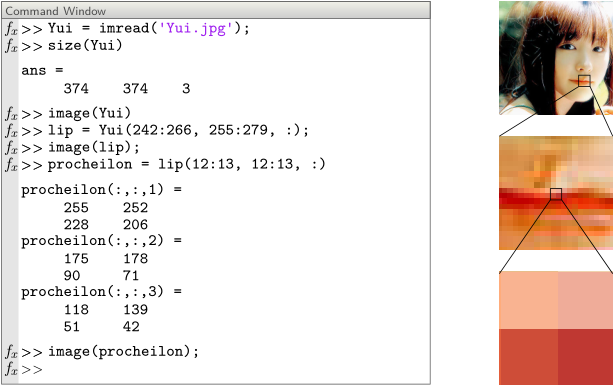 Command Window
fx >> Yui = imread('Yui.jpg');
fx >> size(Yui)
ans =
374 374 3
fx >> image(Yui)
fx >> lip = Yui(242:266, 255:279, :);
fx >> image(lip);
fx >> procheilon = lip(12:13, 12:13, :)
procheilon(:,:,1) =
255 252
228 206
procheilon(:,:,2) =
175 178
90 71
procheilon(:,:,3) =
118 139
51 42
fx >> image(procheilon);
fx >>